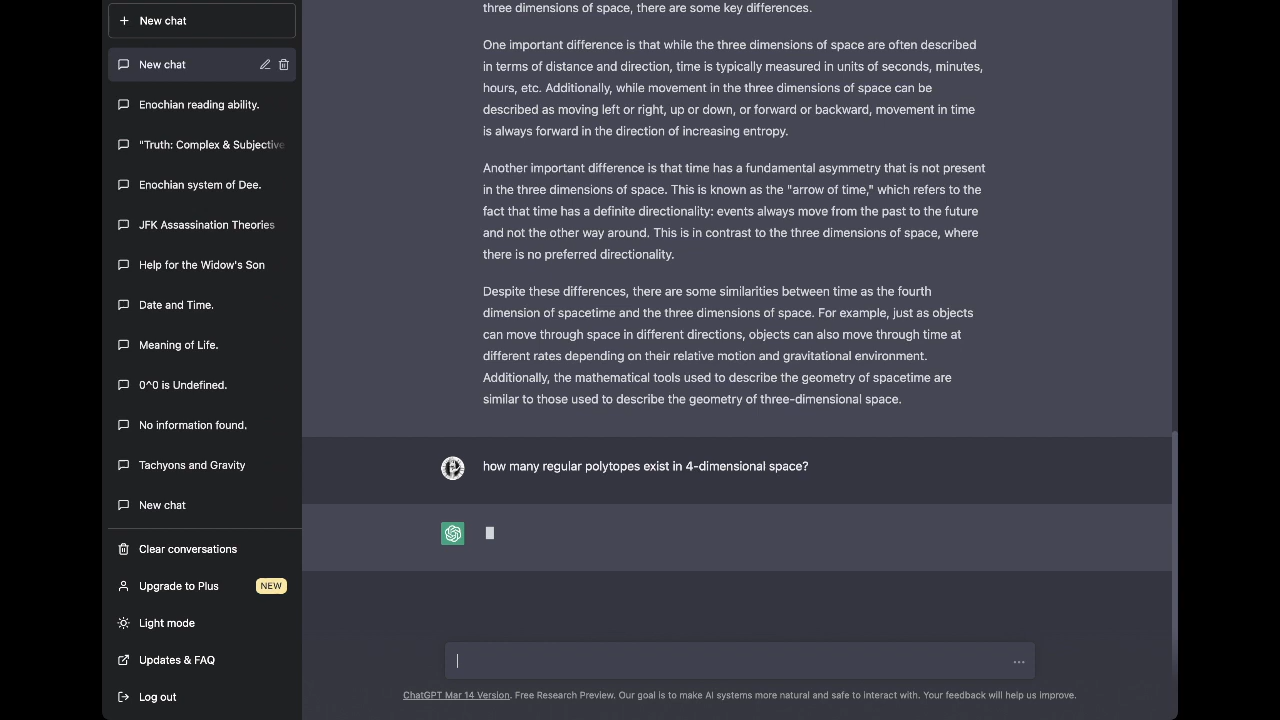 New chat
New chat
Enochian reading ability.
"Truth: Complex & Subjective
Enochian system of Dee.
JFK Assassination Theories
Help for the Widow's Son
Date and Time.
Meaning of Life.
0^0 is Undefined.
No information found.
Tachyons and Gravity
New chat
Clear conversations
Upgrade to Plus NEW
Light mode
Updates & FAQ
Log out
three dimensions of space, there are some key differences.
One important difference is that while the three dimensions of space are often described
in terms of distance and direction, time is typically measured in units of seconds, minutes,
hours, etc. Additionally, while movement in the three dimensions of space can be
described as moving left or right, up or down, or forward or backward, movement in time
is always forward in the direction of increasing entropy.
Another important difference is that time has a fundamental asymmetry that is not present
in the three dimensions of space. This is known as the "arrow of time," which refers to the
fact that time has a definite directionality: events always move from the past to the future
and not the other way around. This is in contrast to the three dimensions of space, where
there is no preferred directionality.
Despite these differences, there are some similarities between time as the fourth
dimension of spacetime and the three dimensions of space. For example, just as objects
can move through space in different directions, objects can also move through time at
different rates depending on their relative motion and gravitational environment.
Additionally, the mathematical tools used to describe the geometry of spacetime are
similar to those used to describe the geometry of three-dimensional space.
how many regular polytopes exist in 4-dimensional space?
ChatGPT Mar 14 Version. Free Research Preview. Our goal is to make AI systems more natural and safe to interact with. Your feedback will help us improve.